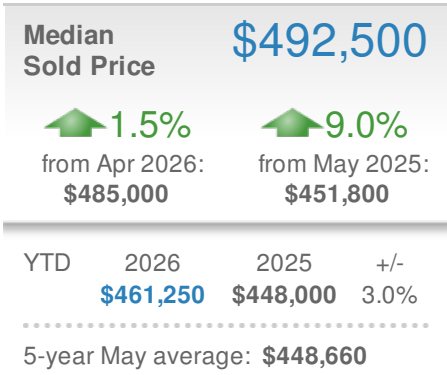 Median $492,500
Sold Price
1.5% 9.0%
from Apr 2026: from May 2025:
$485,000 $451,800
YTD 2026 2025 +/-
$461,250 $448,000 3.0%
5-year May average: $448,660